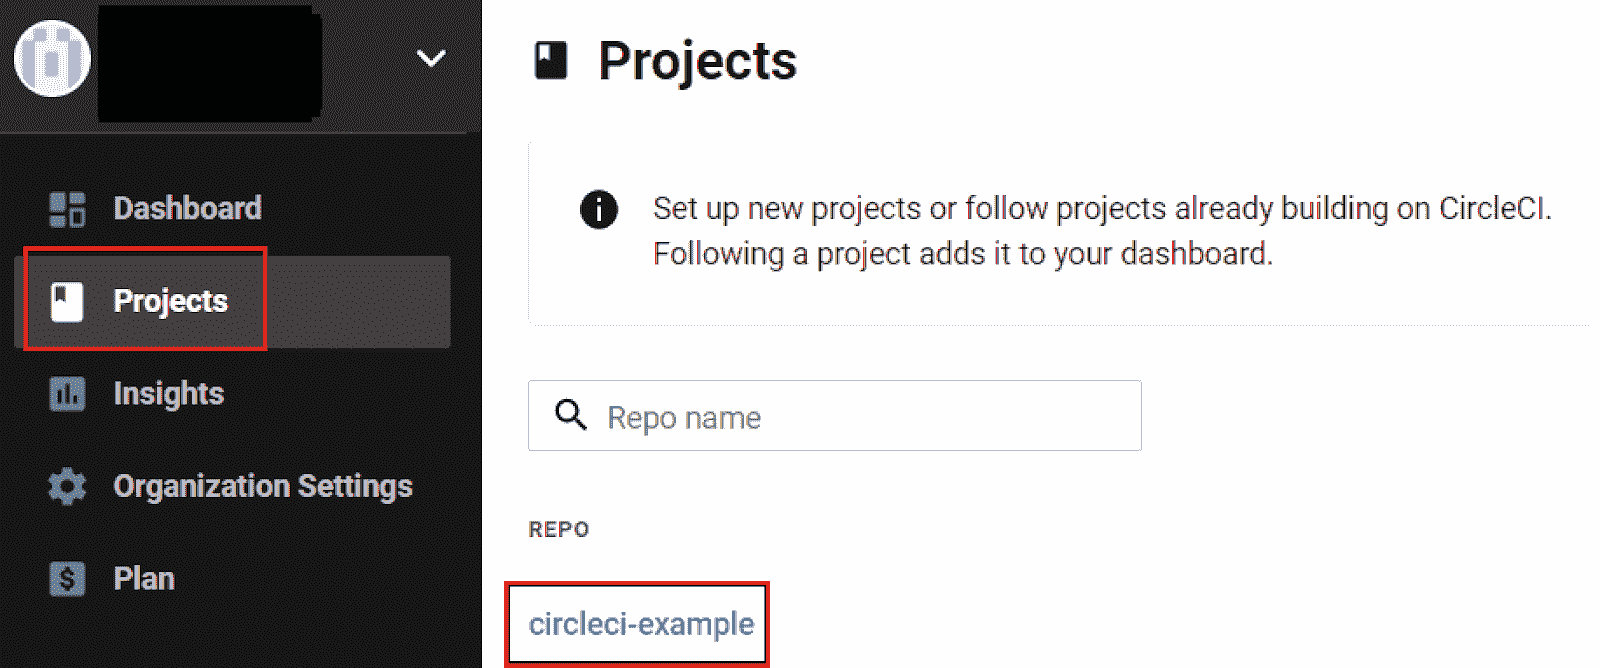 Dashboard
Projects
Insights
Organization Settings
Plan
Projects
Set up new projects or follow projects already building on CircleCI.
Following a project adds it to your dashboard.
Repo name
REPO
circleci-example